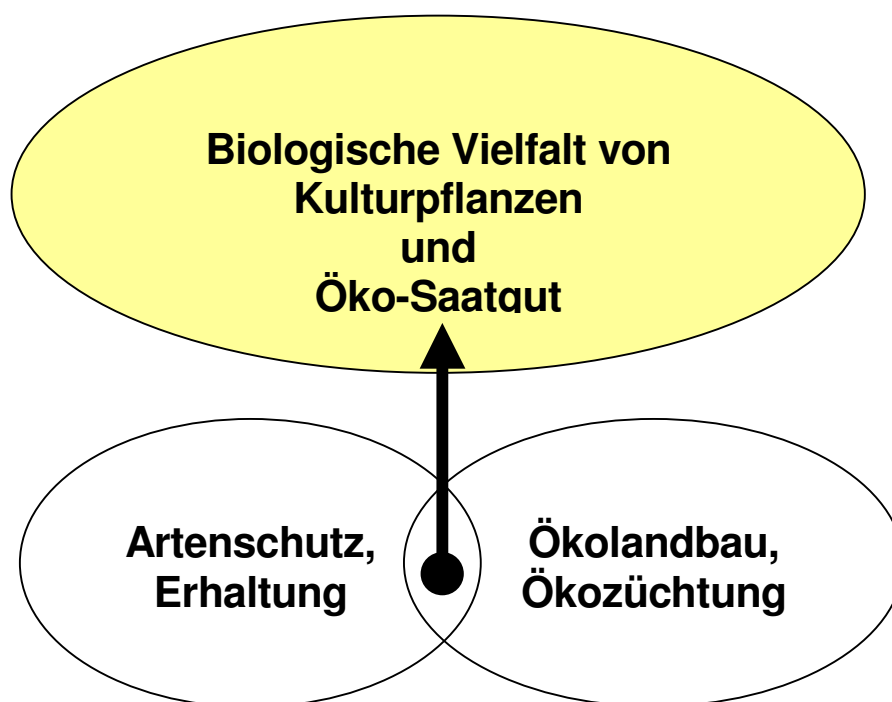 Biologische Vielfalt von
Kulturpflanzen
und
Öko-Saatgut
Artenschutz,
Erhaltung
Ökolandbau,
Ökozüchtung